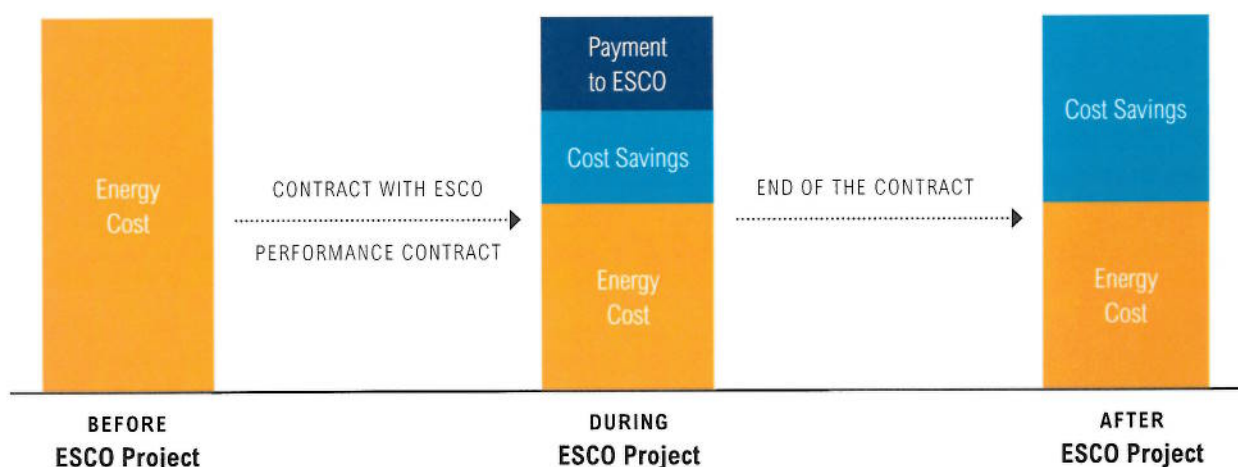 Energy
Cost
CONTRACT WITH ESCO
PERFORMANCE CONTRACT
Payment
to ESCO
Cost Savings
Energy
Cost
END OF THE CONTRACT
Cost Savings
Energy
Cost
BEFORE
ESCO Project
DURING
ESCO Project
AFTER
ESCO Project